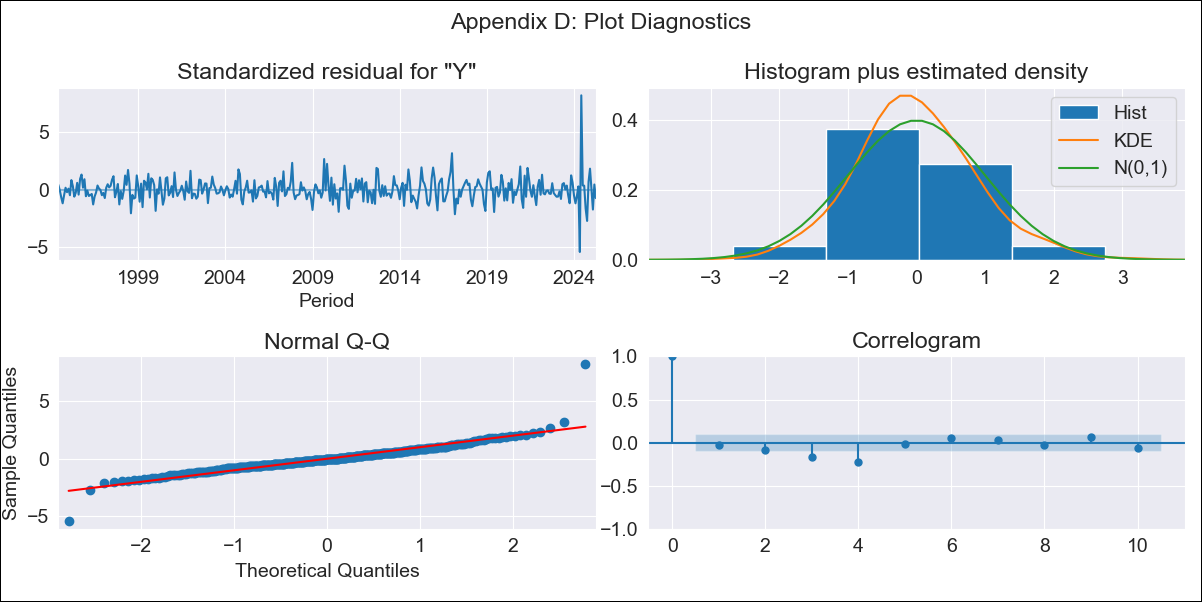 Appendix D: Plot Diagnostics
Standardized residual for "Y"
5
0
−5
1999 2004 2009 2014 2019 2024
Period
Histogram plus estimated density
0.4
0.2
0.0
−3 −2 −1 0 1 2 3
Hist
KDE
N(0,1)
Normal Q-Q
Sample Quantiles
5
0
−5
−2 −1 0 1 2
Theoretical Quantiles
Correlogram
1.0
0.5
0.0
−0.5
−1.0
0 2 4 6 8 10